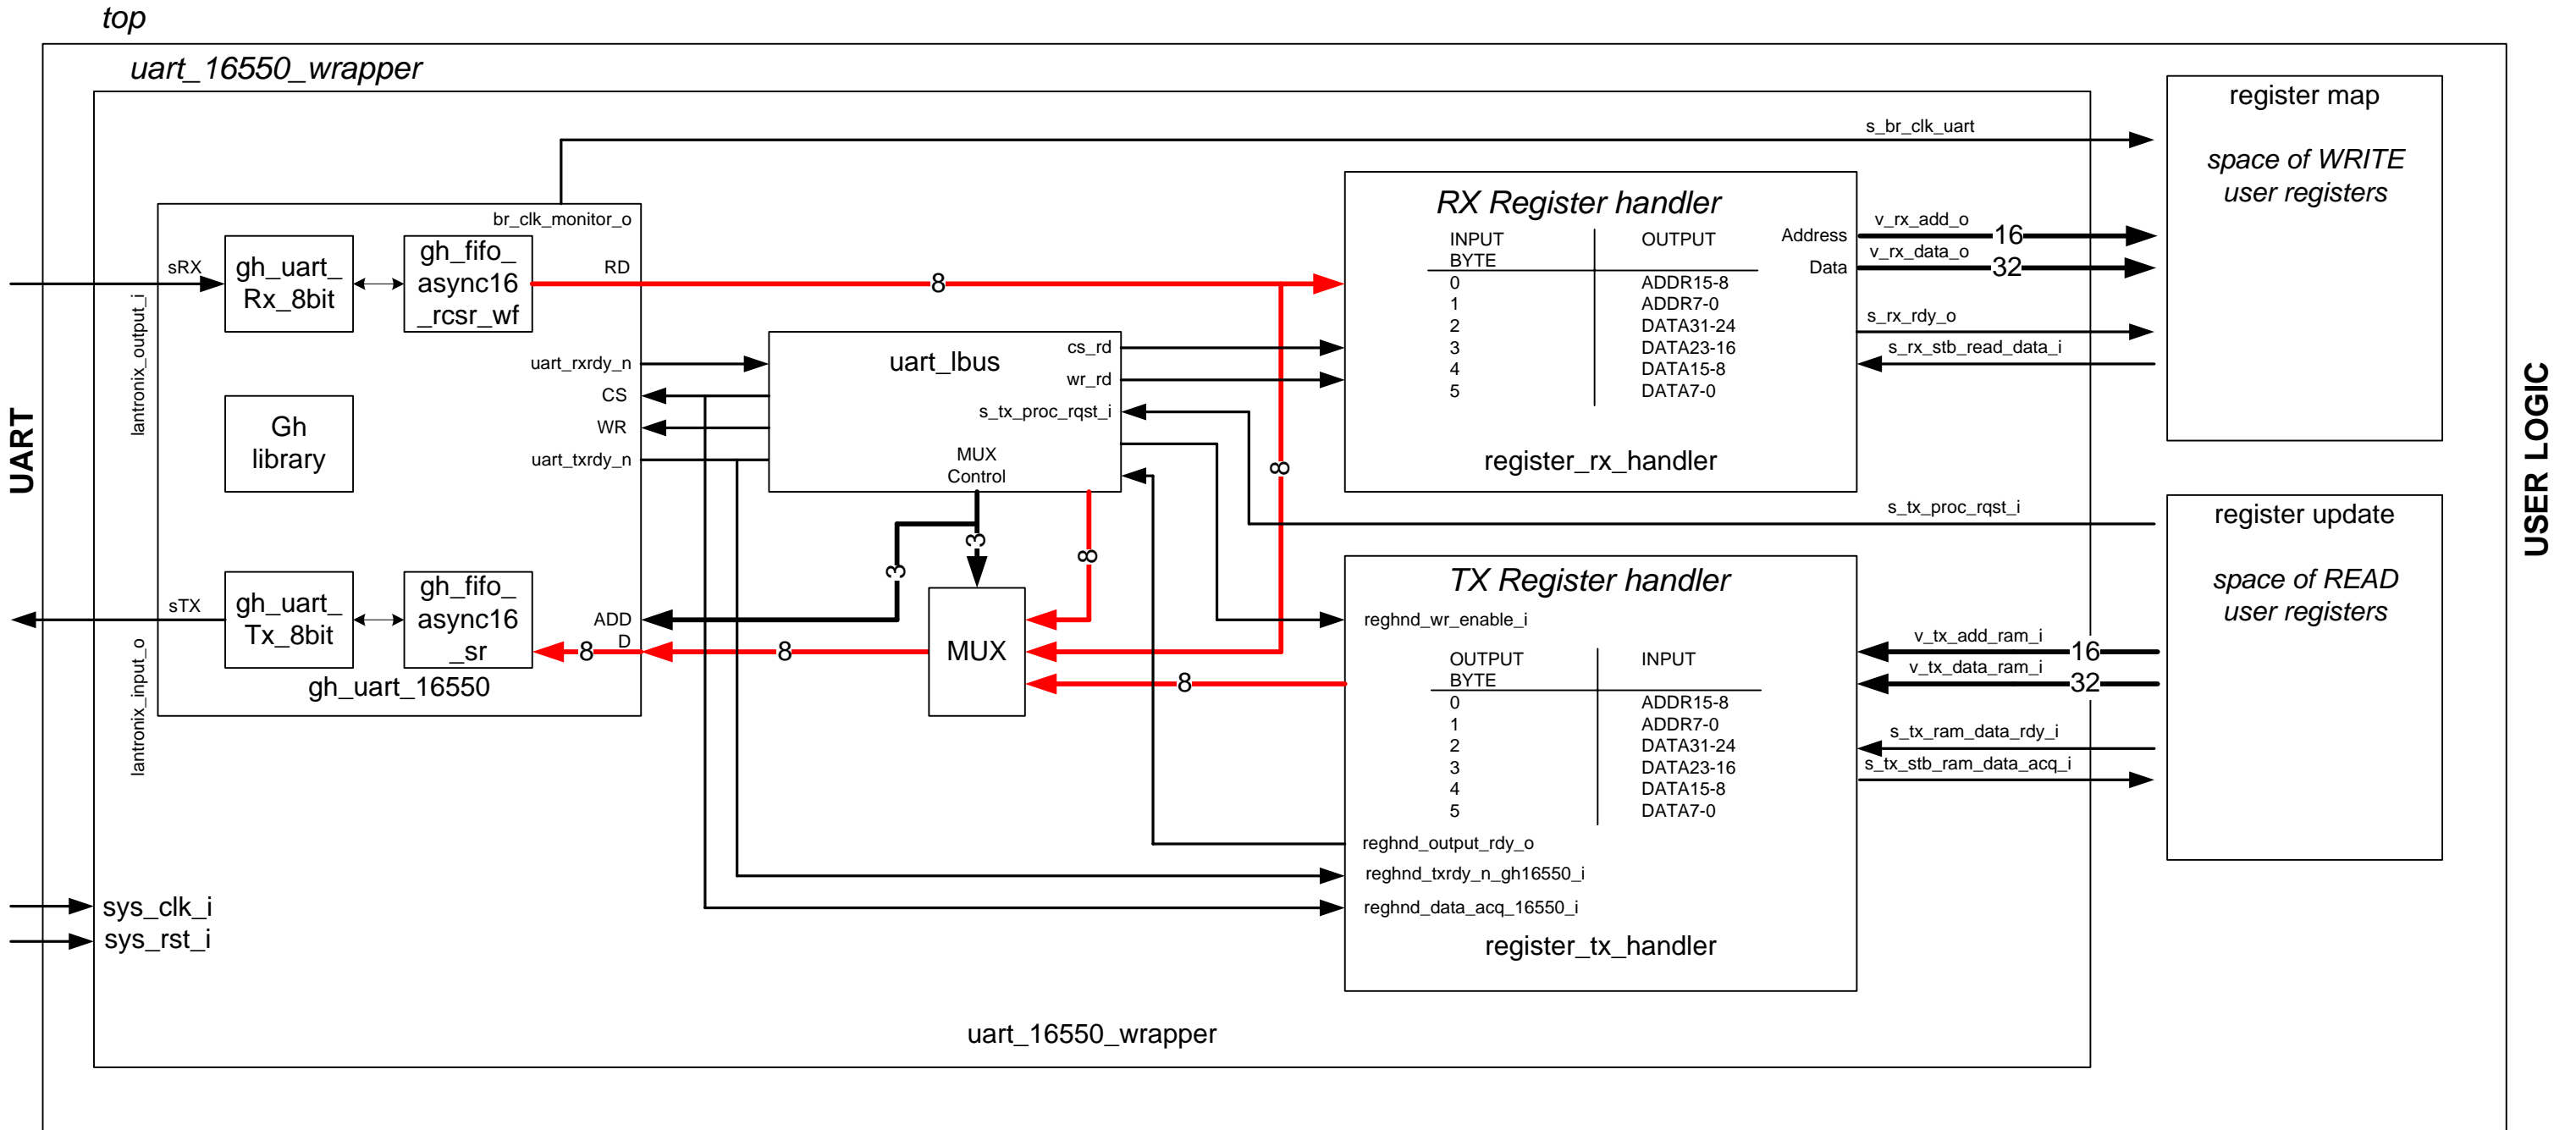 top
uart_16550_wrapper
UART
lantronix_output_i
lantronix_input_o
sys_clk_i
sys_rst_i
sRX
gh_uart_
Rx_8bit
gh_fifo_
async16
_rcsr_wf
Gh
library
sTX
gh_uart_
Tx_8bit
gh_fifo_
async16
_sr
8
gh_uart_16550
br_clk_monitor_o
RD
uart_rxrdy_n
CS
WR
uart_txrdy_n
ADD
D
8
uart_lbus
cs_rd
wr_rd
s_tx_proc_rqst_i
MUX
Control
3
3
8
8
8
8
MUX
RX Register handler
INPUT BYTE OUTPUT
0 ADDR15-8
1 ADDR7-0
2 DATA31-24
3 DATA23-16
4 DATA15-8
5 DATA7-0
Address
Data
register_rx_handler
TX Register handler
reghnd_wr_enable_i
OUTPUT BYTE INPUT
0 ADDR15-8
1 ADDR7-0
2 DATA31-24
3 DATA23-16
4 DATA15-8
5 DATA7-0
reghnd_output_rdy_o
reghnd_txrdy_n_gh16550_i
reghnd_data_acq_16550_i
register_tx_handler
s_br_clk_uart
v_rx_add_o
16
v_rx_data_o
32
s_rx_rdy_o
s_rx_stb_read_data_i
s_tx_proc_rqst_i
v_tx_add_ram_i
16
v_tx_data_ram_i
32
s_tx_ram_data_rdy_i
s_tx_stb_ram_data_acq_i
register map
space of WRITE
user registers
register update
space of READ
user registers
USER LOGIC
uart_16550_wrapper